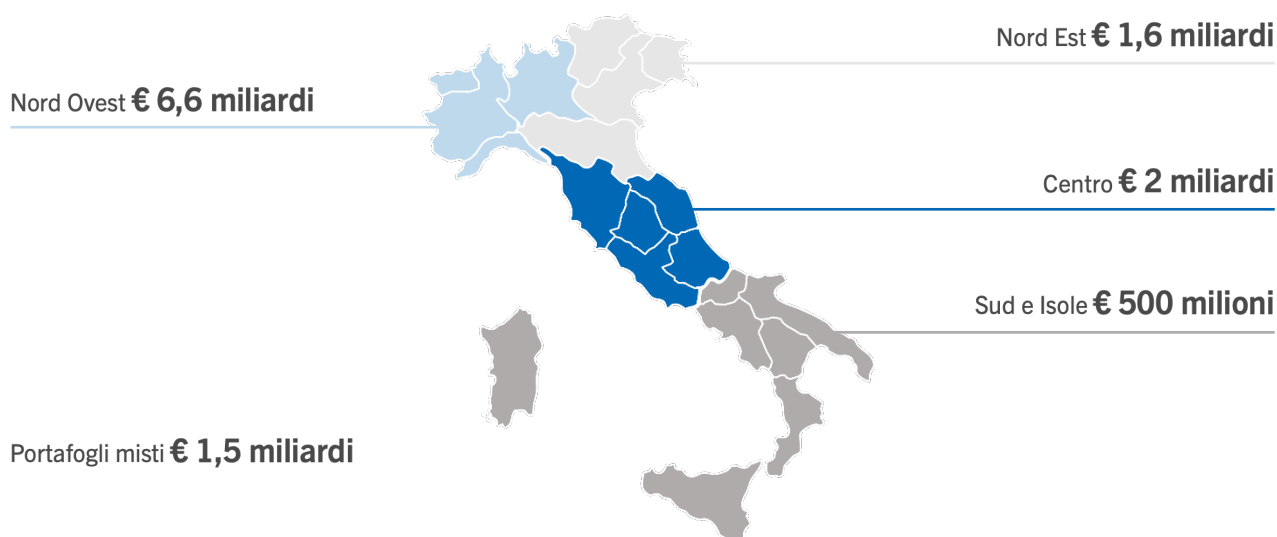 Nord Est € 1,6 miliardi
Nord Ovest € 6,6 miliardi
Centro € 2 miliardi
Sud e Isole € 500 milioni
Portafogli misti € 1,5 miliardi